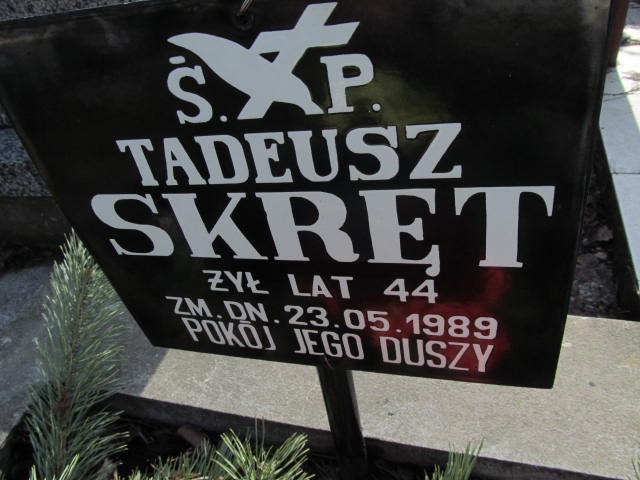 Ś. P.
TADEUSZ
SKRĘT
ŻYŁ LAT 44
ZM. DN. 23.05.1989
POKÓJ JEGO DUSZY